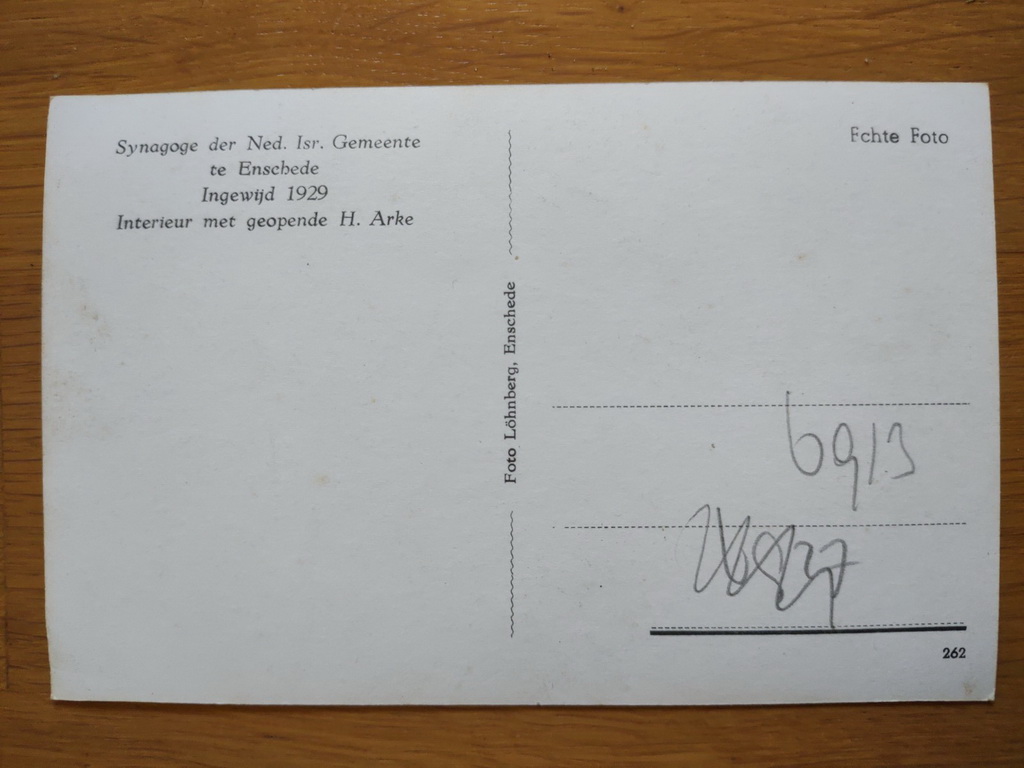 Synagoge der Ned. Isr. Gemeente
te Enschede
Ingewijd 1929
Interieur met geopende H. Arke
Foto Löhnberg, Enschede
Echte Foto
6913
262